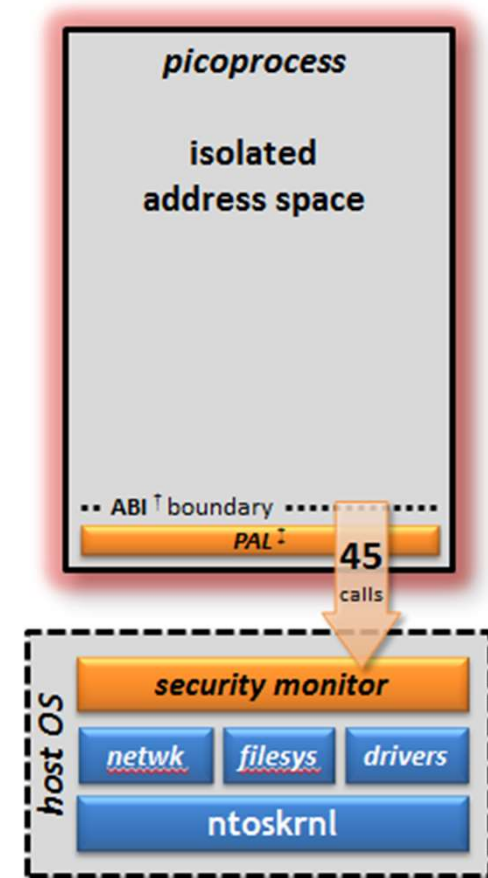 picoprocess
isolated
address space
ABI† boundary
PAL‡
45
calls
host OS
security monitor
netwk filesys drivers
ntoskrnl